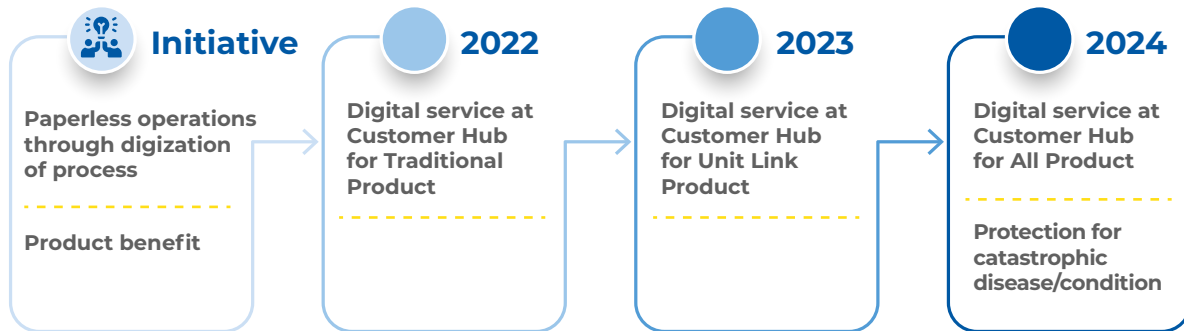 Initiative
Paperless operations
through digization
of process
Product benefit
2022
Digital service at
Customer Hub
for Traditional
Product
2023
Digital service at
Customer Hub
for Unit Link
Product
2024
Digital service at
Customer Hub
for All Product
Protection for
catastrophic
disease/condition